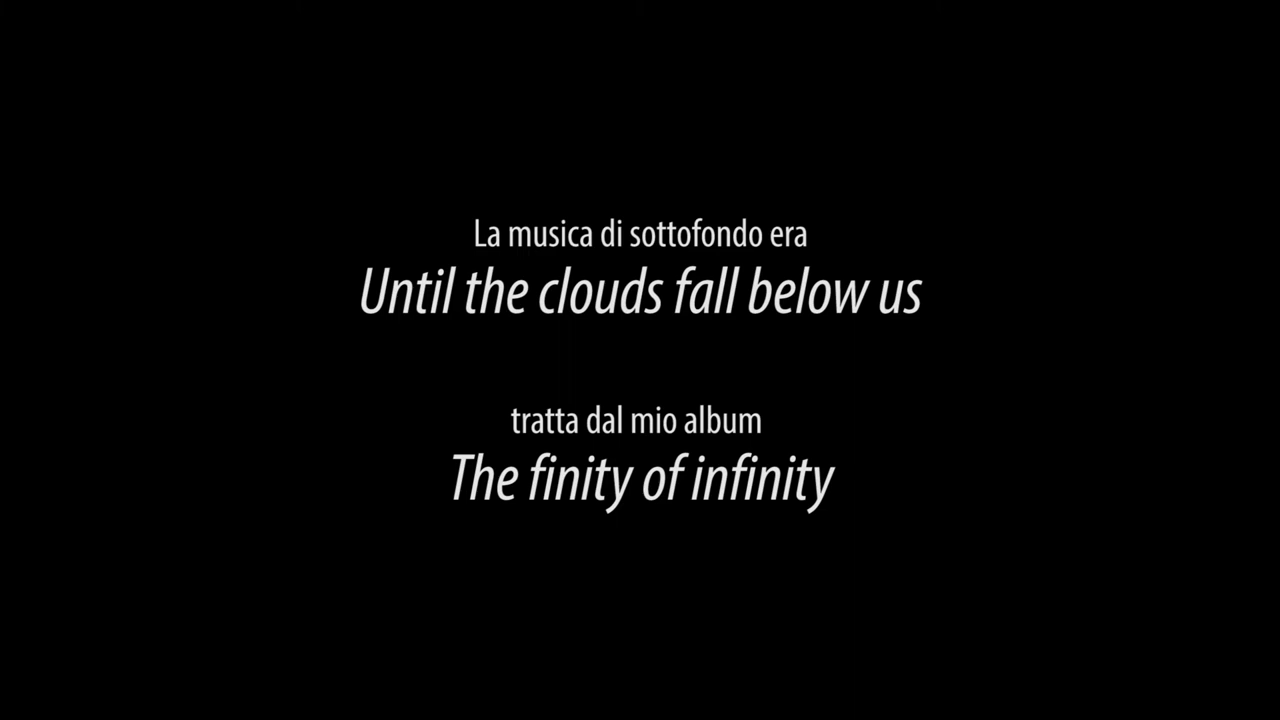 La musica di sottofondo era
Until the clouds fall below us
tratta dal mio album
The finity of infinity